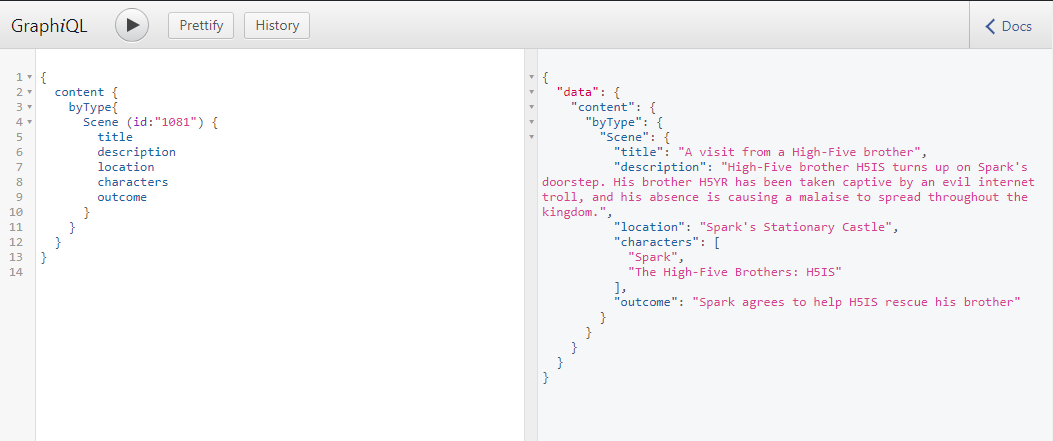 GraphiQL Prettify History Docs
1 {
2 content {
3 byType{
4 Scene (id:"1081") {
5 title
6 description
7 location
8 characters
9 outcome
10 }
11 }
12 }
13 }
14
{
"data": {
"content": {
"byType": {
"Scene": {
"title": "A visit from a High-Five brother",
"description": "High-Five brother H5IS turns up on Spark's
doorstep. His brother H5YR has been taken captive by an evil internet
troll, and his absence is causing a malaise to spread throughout the
kingdom.",
"location": "Spark's Stationary Castle",
"characters": [
"Spark",
"The High-Five Brothers: H5IS"
],
"outcome": "Spark agrees to help H5IS rescue his brother"
}
}
}
}
}